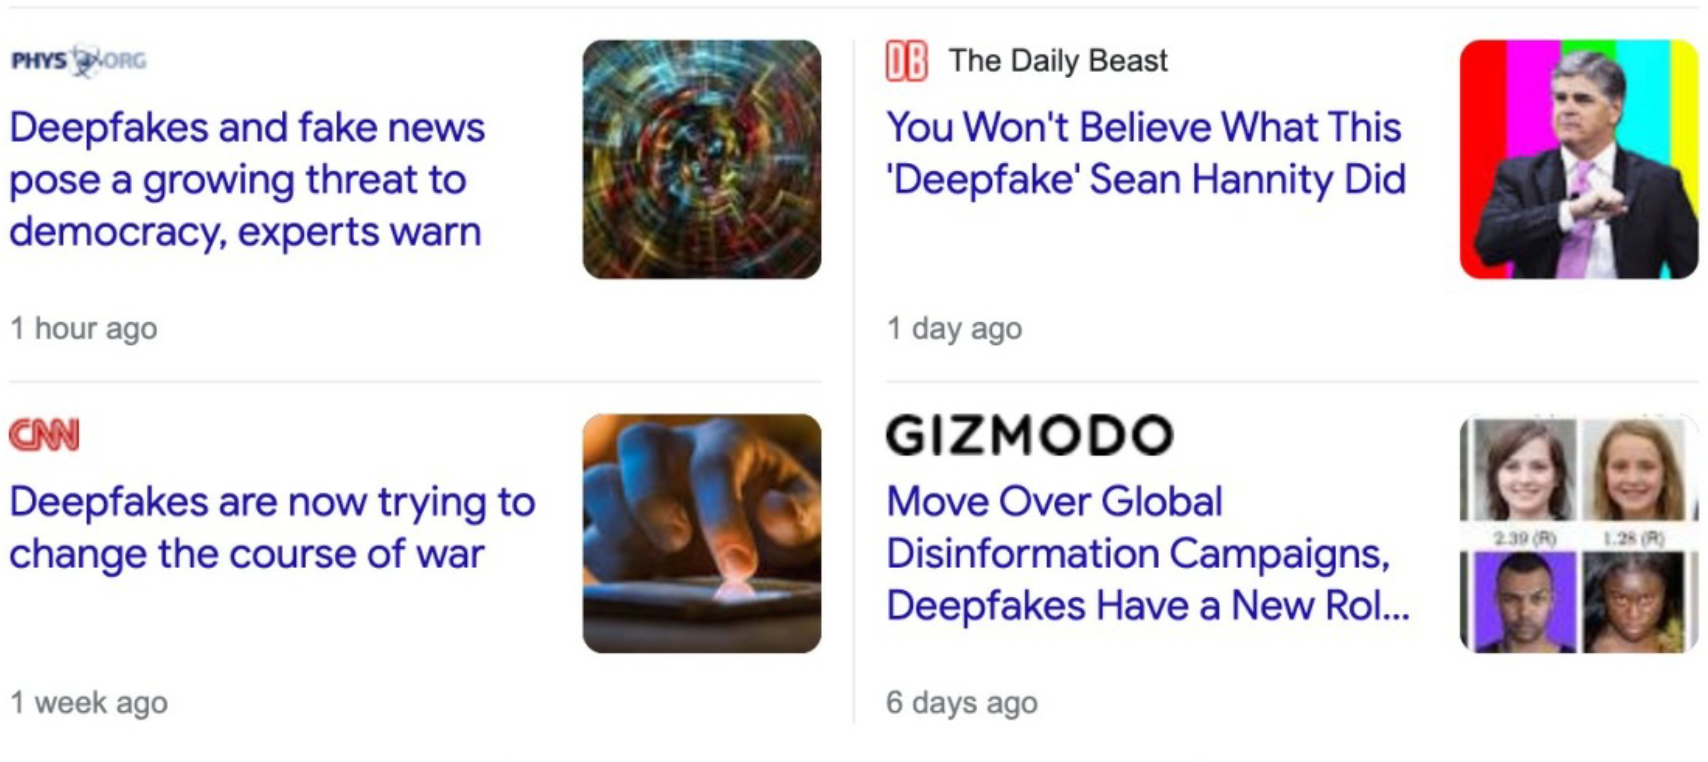 PHYS ORG
Deepfakes and fake news
pose a growing threat to
democracy, experts warn
1 hour ago
DB The Daily Beast
You Won't Believe What This
'Deepfake' Sean Hannity Did
1 day ago
CNN
Deepfakes are now trying to
change the course of war
1 week ago
GIZMODO
Move Over Global
Disinformation Campaigns,
Deepfakes Have a New Rol...
2.39 (R) 1.28 (R)
6 days ago